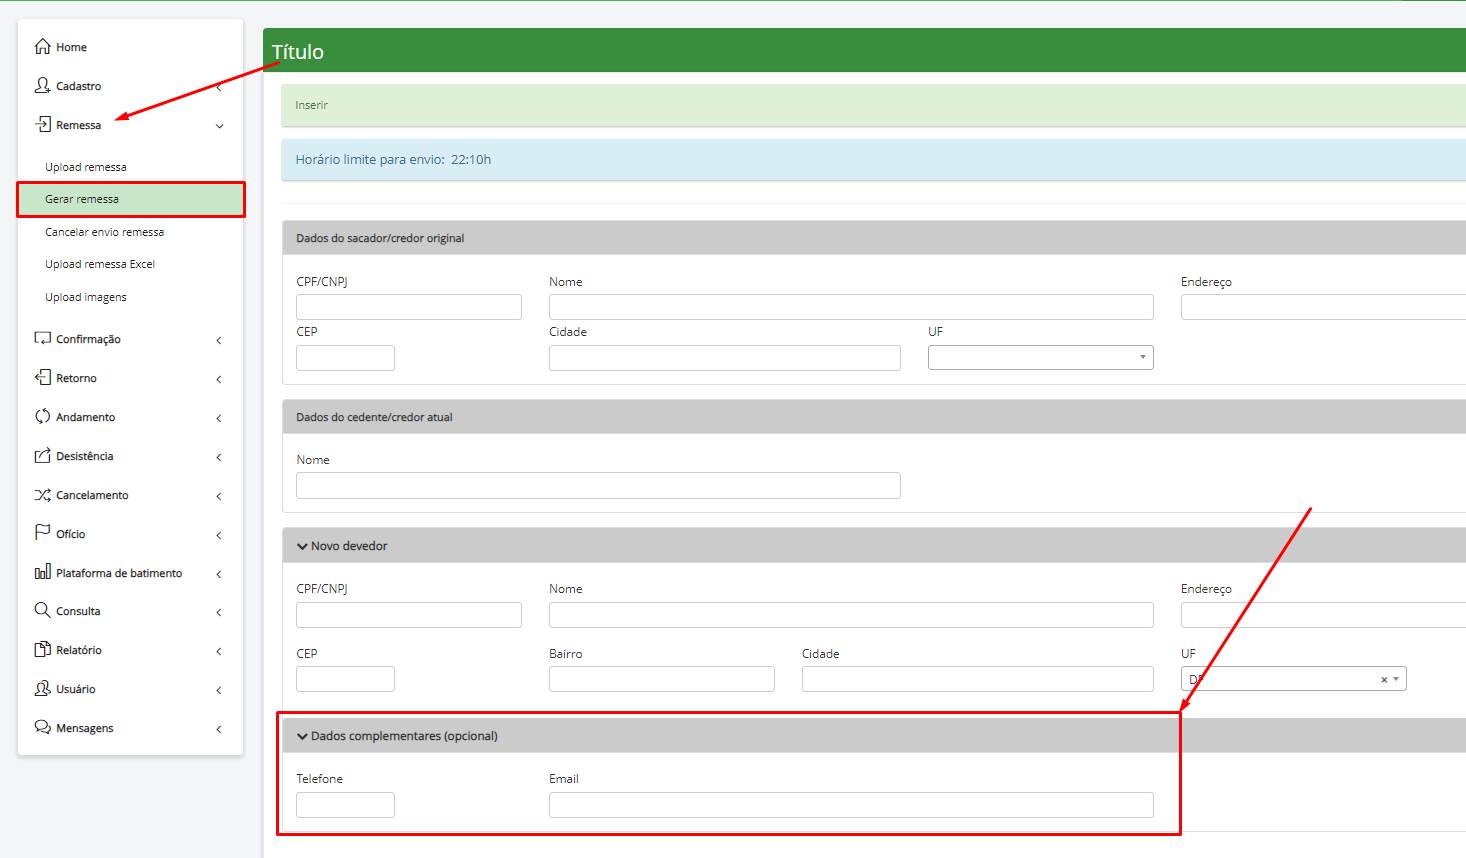 Home
Cadastro
Remessa
Upload remessa
Gerar remessa
Cancelar envio remessa
Upload remessa Excel
Upload imagens
Confirmação
Retorno
Andamento
Desistência
Cancelamento
Ofício
Plataforma de batimento
Consulta
Relatório
Usuário
Mensagens
Título
Inserir
Horário limite para envio: 22:10h
Dados do sacador/credor original
CPF/CNPJ Nome Endereço
CEP Cidade UF
Dados do cedente/credor atual
Nome
Novo devedor
CPF/CNPJ Nome Endereço
CEP Bairro Cidade UF
Dados complementares (opcional)
Telefone Email